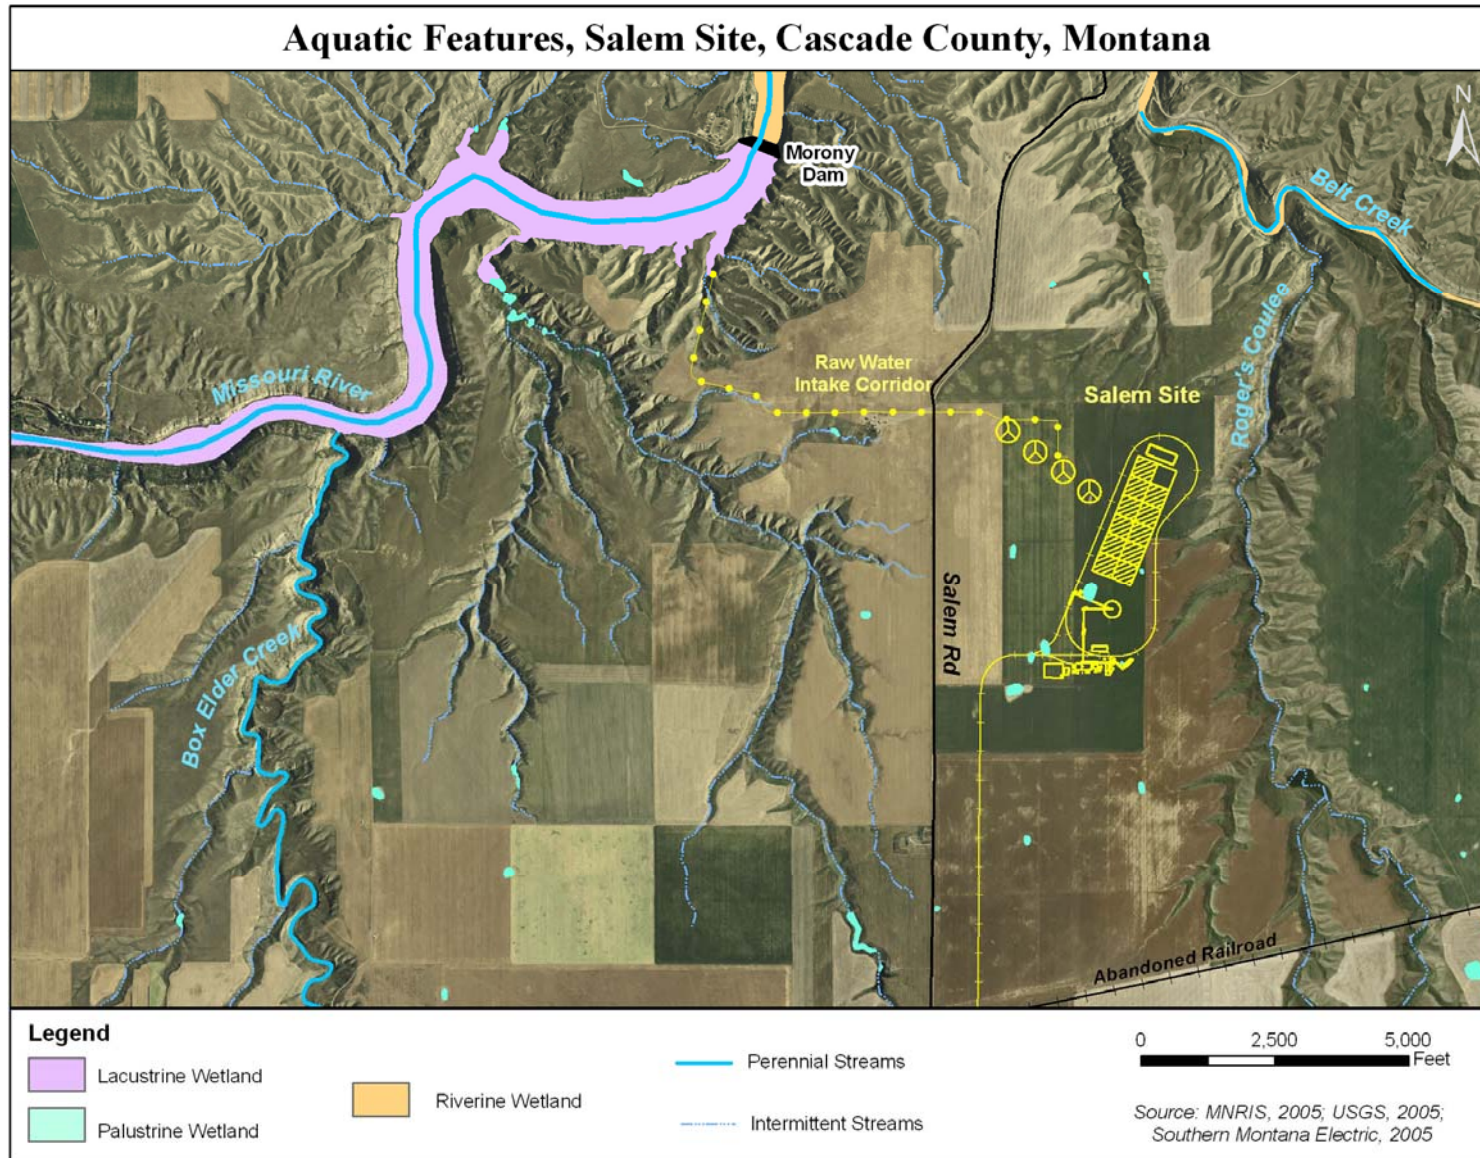 Aquatic Features, Salem Site, Cascade County, Montana
N
Morony
Dam
Belt Creek
Roger's Coulee
Raw Water
Intake Corridor
Salem Site
Missouri River
Salem Rd
Box Elder Creek
Abandoned Railroad
Legend
Lacustrine Wetland
Palustrine Wetland
Riverine Wetland
Perennial Streams
Intermittent Streams
0 2,500 5,000
Feet
Source: MNRIS, 2005; USGS, 2005;
Southern Montana Electric, 2005